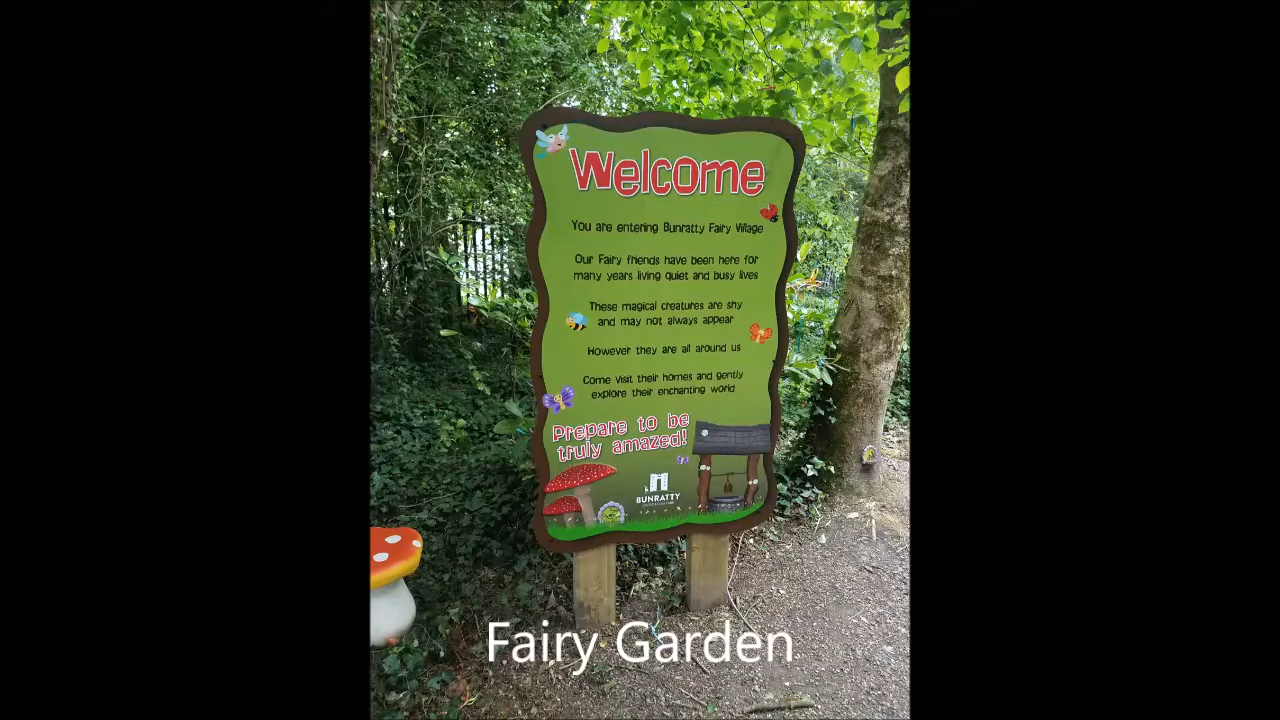 Welcome
You are entering Bunratty Fairy Village
Our Fairy friends have been here for
many years living quiet and busy lives
These magical creatures are shy
and may not always appear
However they are all around us
Come visit their homes and gently
explore their enchanting world
Prepare to be
truly amazed!
BUNRATTY
Fairy Garden